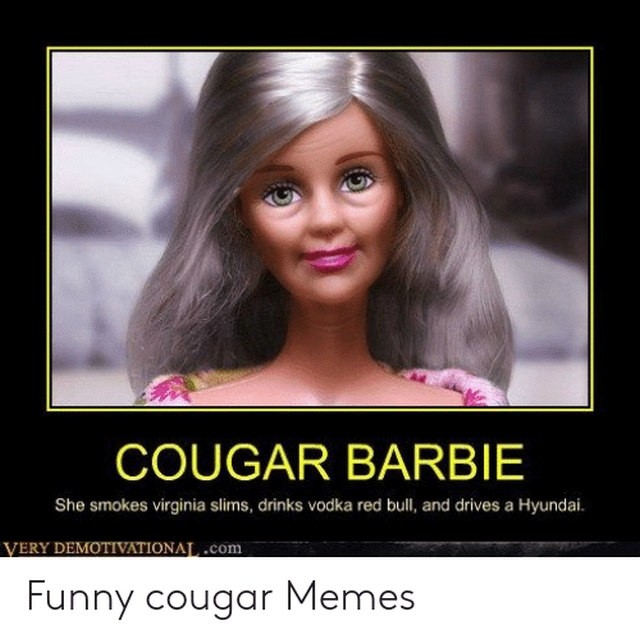 COUGAR BARBIE
She smokes virginia slims, drinks vodka red bull, and drives a Hyundai.
VERY DEMOTIVATIONAL.com
Funny cougar Memes